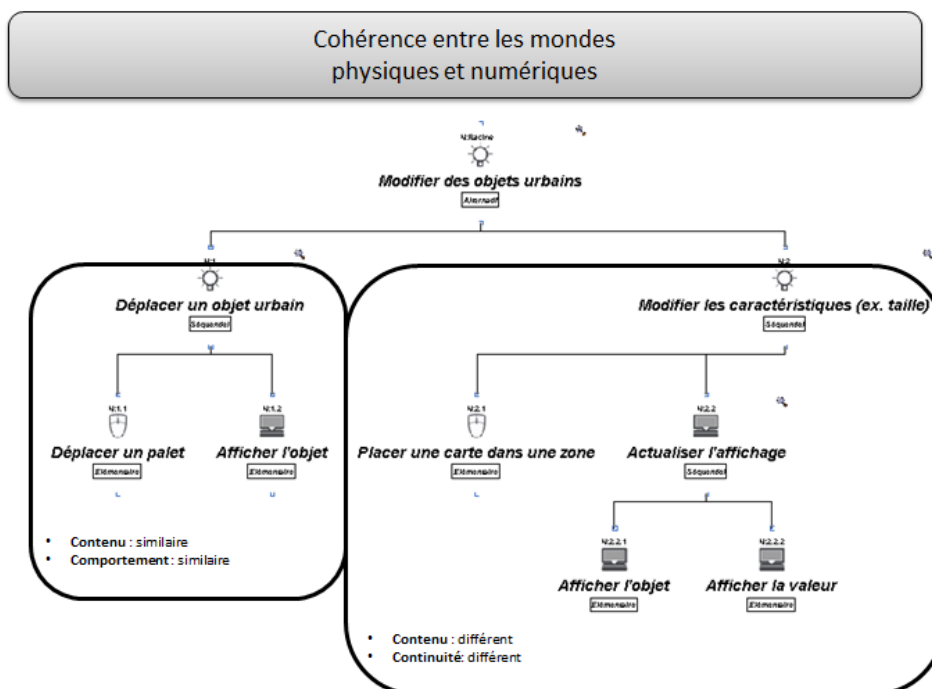 Cohérence entre les mondes
physiques et numériques
N:Racine
Modifier des objets urbains
Alternatif
N:1
Déplacer un objet urbain
Séquentiel
N:2
Modifier les caractéristiques (ex. taille)
Séquentiel
N:1.1
Déplacer un palet
Elémentaire
N:1.2
Afficher l'objet
Elémentaire
N:2.1
Placer une carte dans une zone
Elémentaire
N:2.2
Actualiser l'affichage
Séquentiel
N:2.2.1
Afficher l'objet
Elémentaire
N:2.2.2
Afficher la valeur
Elémentaire
• Contenu : similaire
• Comportement : similaire
• Contenu : différent
• Continuité: différent